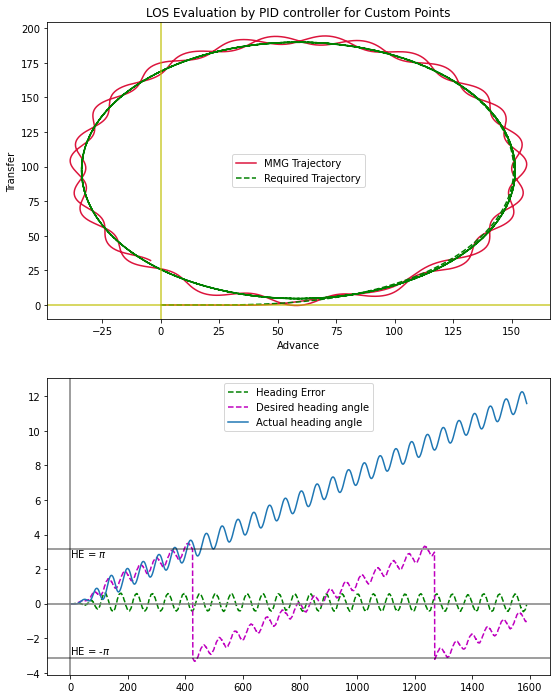 LOS Evaluation by PID controller for Custom Points
200
175
150
125
100
75
50
25
0
Transfer
MMG Trajectory
Required Trajectory
−25 0 25 50 75 100 125 150
Advance
12
10
8
6
4
2
0
−2
−4
Heading Error
Desired heading angle
Actual heading angle
HE = π
HE = -π
0 200 400 600 800 1000 1200 1400 1600